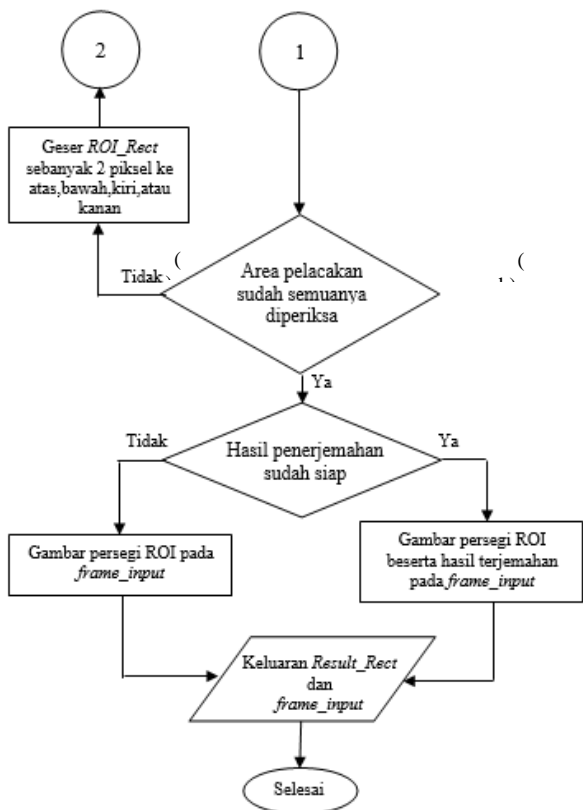 2
1
Geser ROI_Rect
sebanyak 2 piksel ke
atas,bawah,kiri,atau
kanan
(
(
Tidak
Area pelacakan
sudah semuanya
diperiksa
Ya
Tidak
Hasil penerjemahan
sudah siap
Ya
Gambar persegi ROI pada
frame_input
Gambar persegi ROI
beserta hasil terjemahan
pada frame_input
Keluaran Result_Rect
dan
frame_input
Selesai